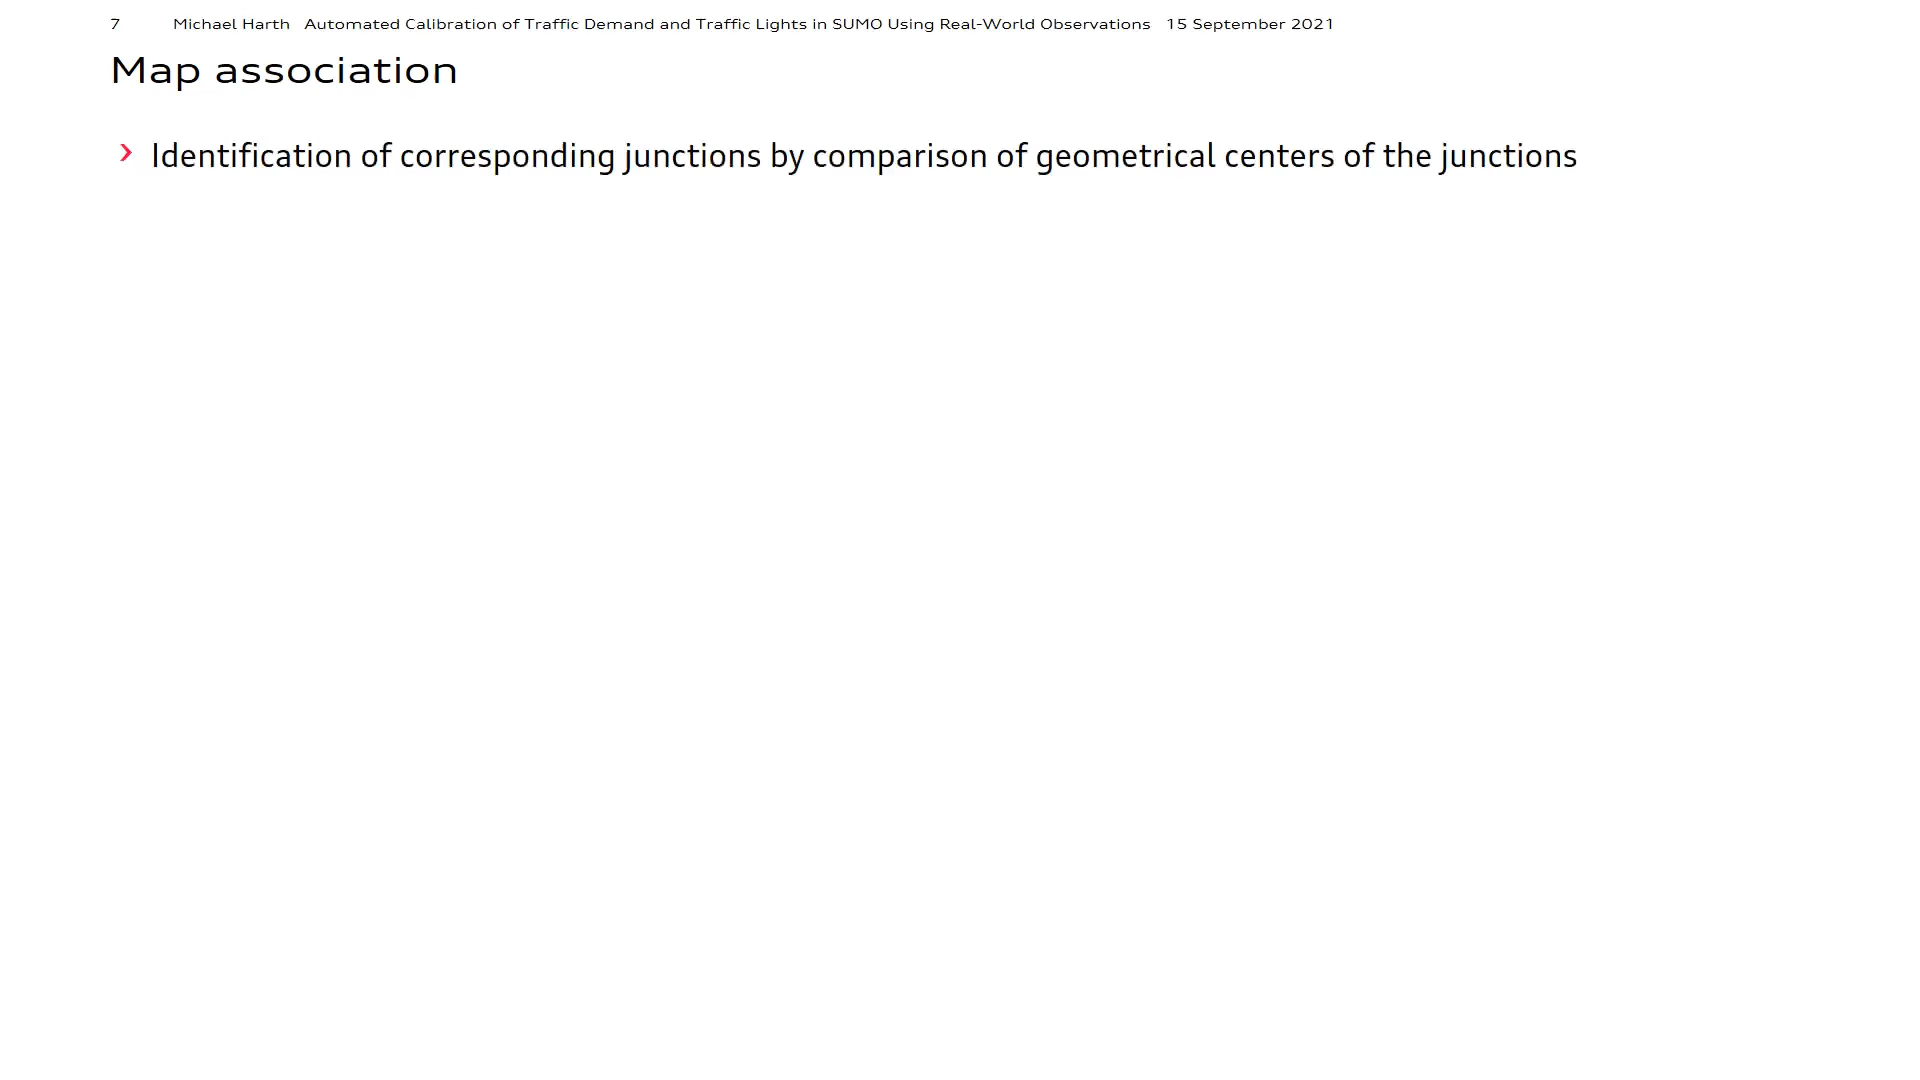 7 Michael Harth Automated Calibration of Traffic Demand and Traffic Lights in SUMO Using Real-World Observations 15 September 2021
Map association
Identification of corresponding junctions by comparison of geometrical centers of the junctions